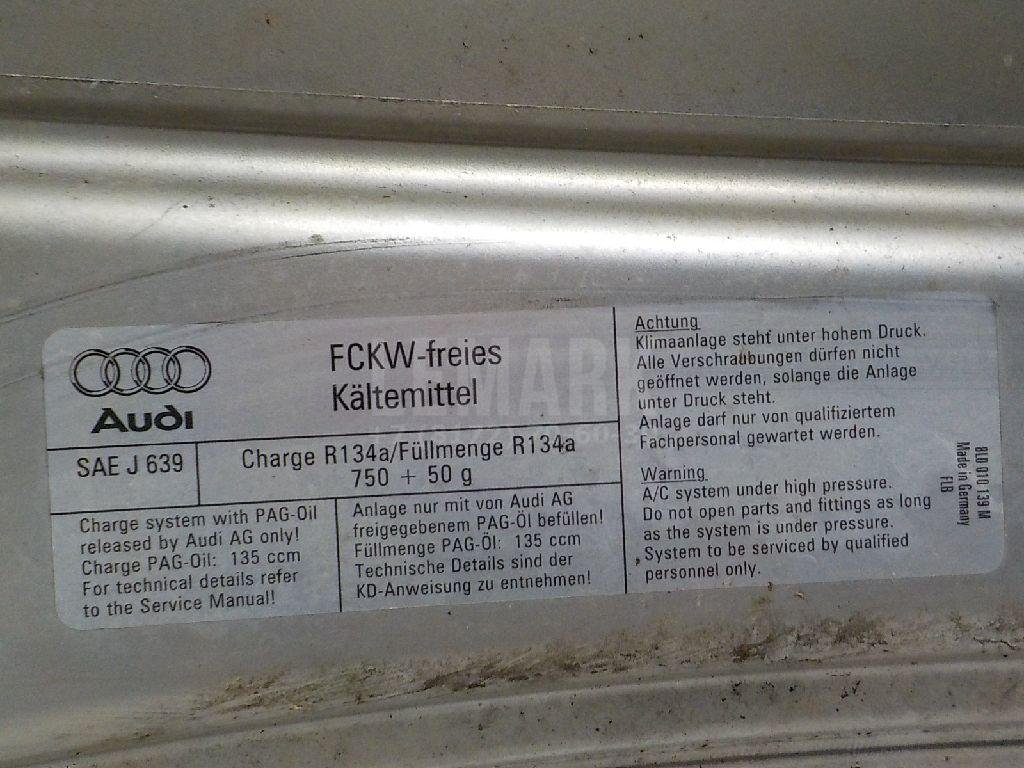 Audi
FCKW-freies
Kältemittel
SAE J 639
Charge R134a/Füllmenge R134a
750 + 50 g
Charge system with PAG-Oil
released by Audi AG only!
Charge PAG-Oil: 135 ccm
For technical details refer
to the Service Manual!
Anlage nur mit von Audi AG
freigegebenem PAG-Öl befüllen!
Füllmenge PAG-Öl: 135 ccm
Technische Details sind der
KD-Anweisung zu entnehmen!
Achtung
Klimaanlage steht unter hohem Druck.
Alle Verschraubungen dürfen nicht
geöffnet werden, solange die Anlage
unter Druck steht.
Anlage darf nur von qualifiziertem
Fachpersonal gewartet werden.
Warning
A/C system under high pressure.
Do not open parts and fittings as long
as the system is under pressure.
System to be serviced by qualified
personnel only.
8L0 010 139 M
Made in Germany
FLB